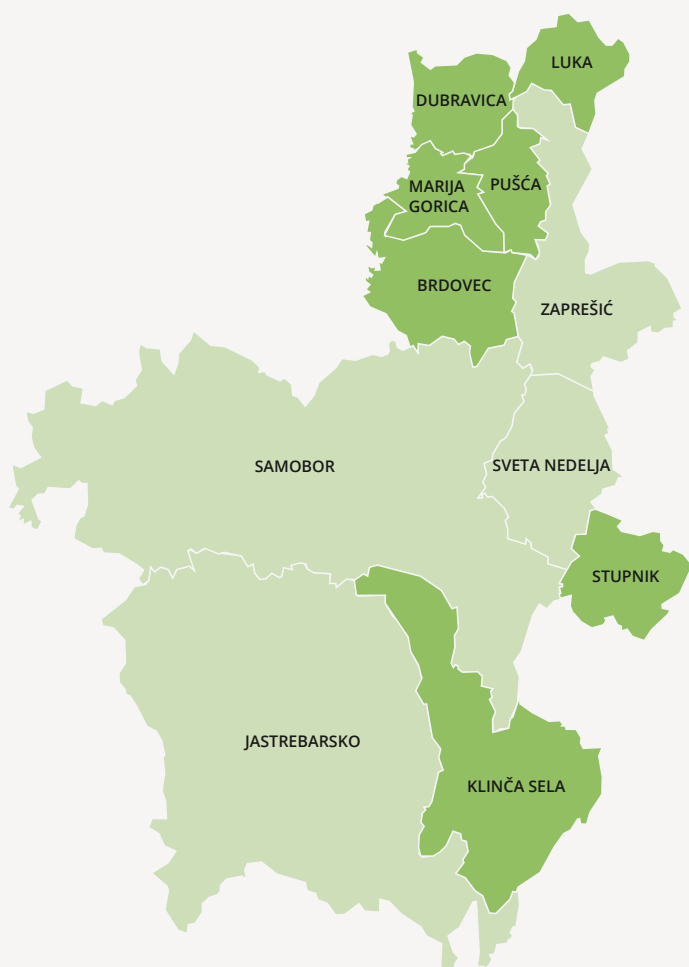 LUKA
DUBRAVICA
MARIJA
GORICA
PUŠĆA
BRDOVEC
ZAPREŠIĆ
SAMOBOR
SVETA NEDELJA
STUPNIK
JASTREBARSKO
KLINČA SELA